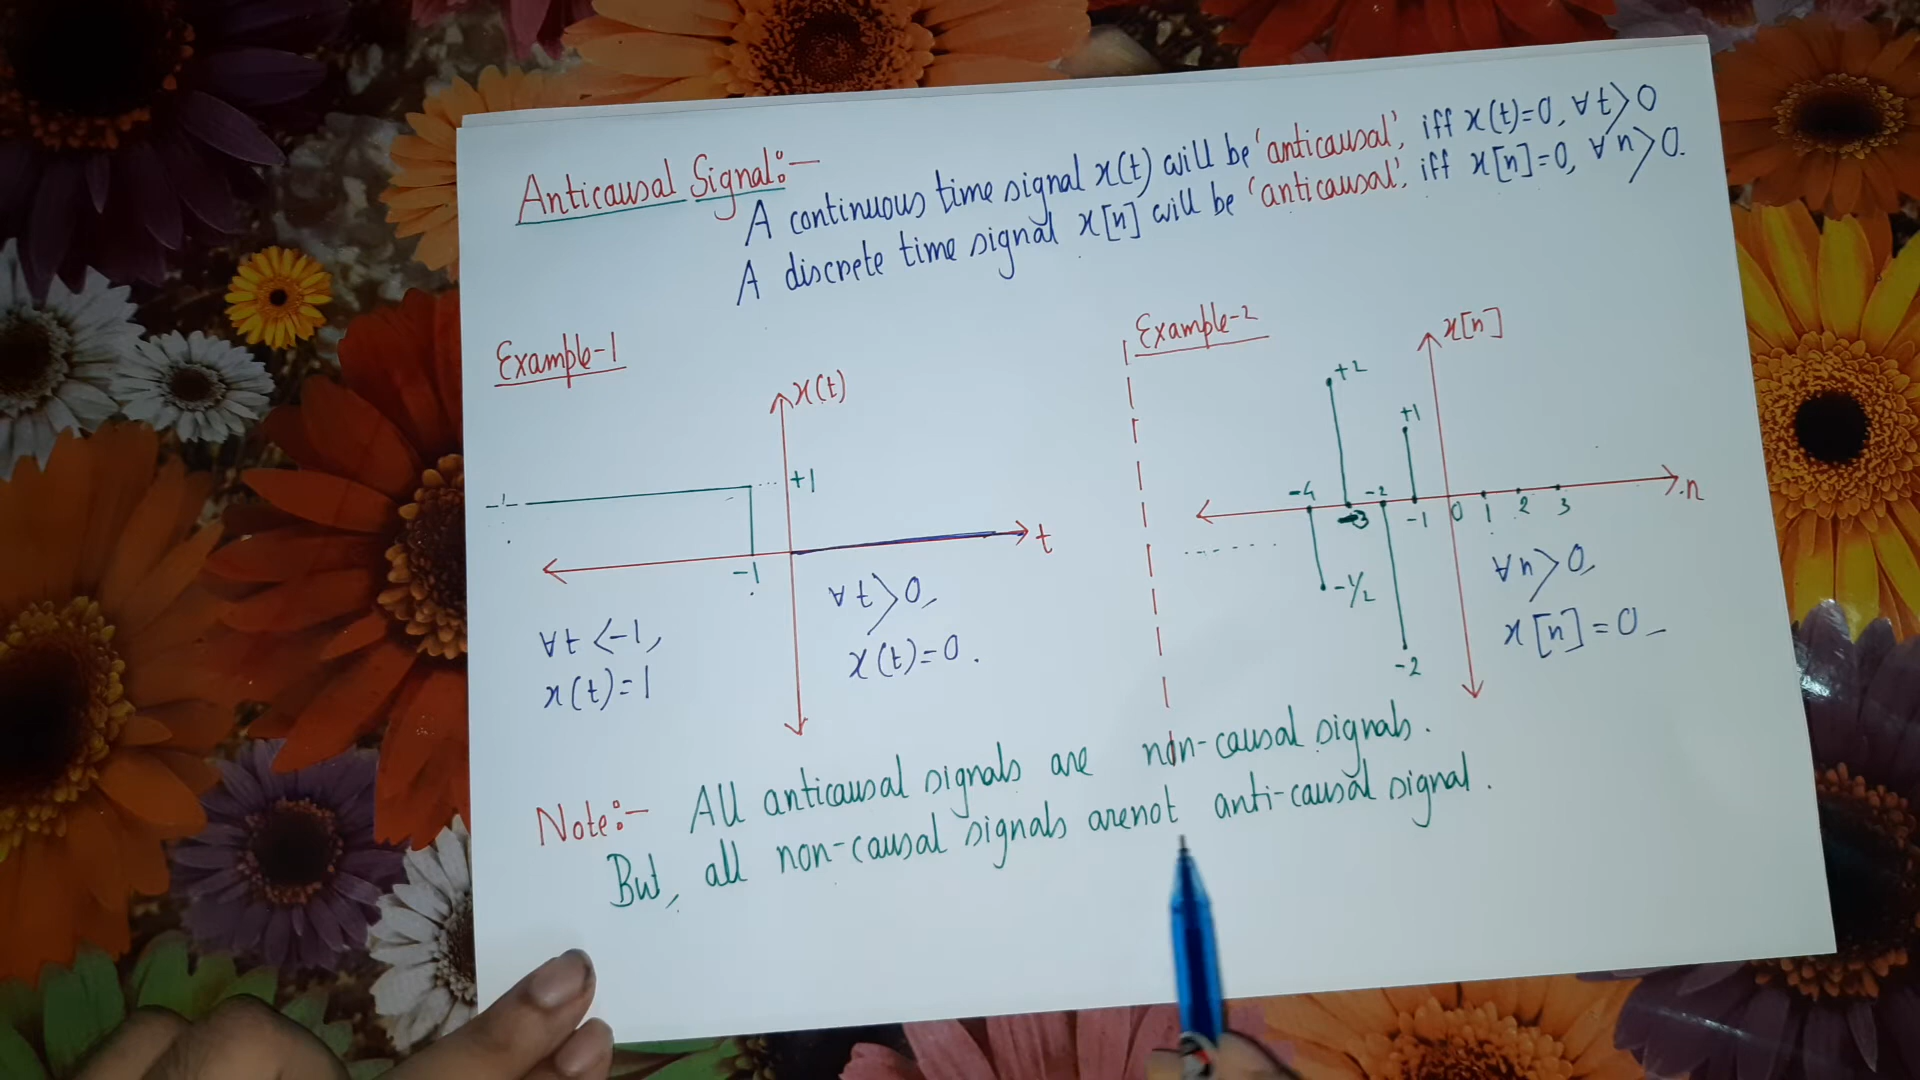 Anticausal Signal:-
A continuous time signal x(t) will be 'anticausal', iff x(t)=0, ∀ t>0
A discrete time signal x[n] will be 'anticausal', iff x[n]=0, ∀ n>0.
Example-1
x(t)
+1
-1
t
∀ t <-1,
x(t)=1
∀ t>0,
x(t)=0.
Example-2
x[n]
+2
+1
-4 -3 -2 -1 0 1 2 3
n
-1/2
-2
∀ n>0,
x[n]=0
Note:- All anticausal signals are non-causal signals.
But, all non-causal signals arenot anti-causal signal.